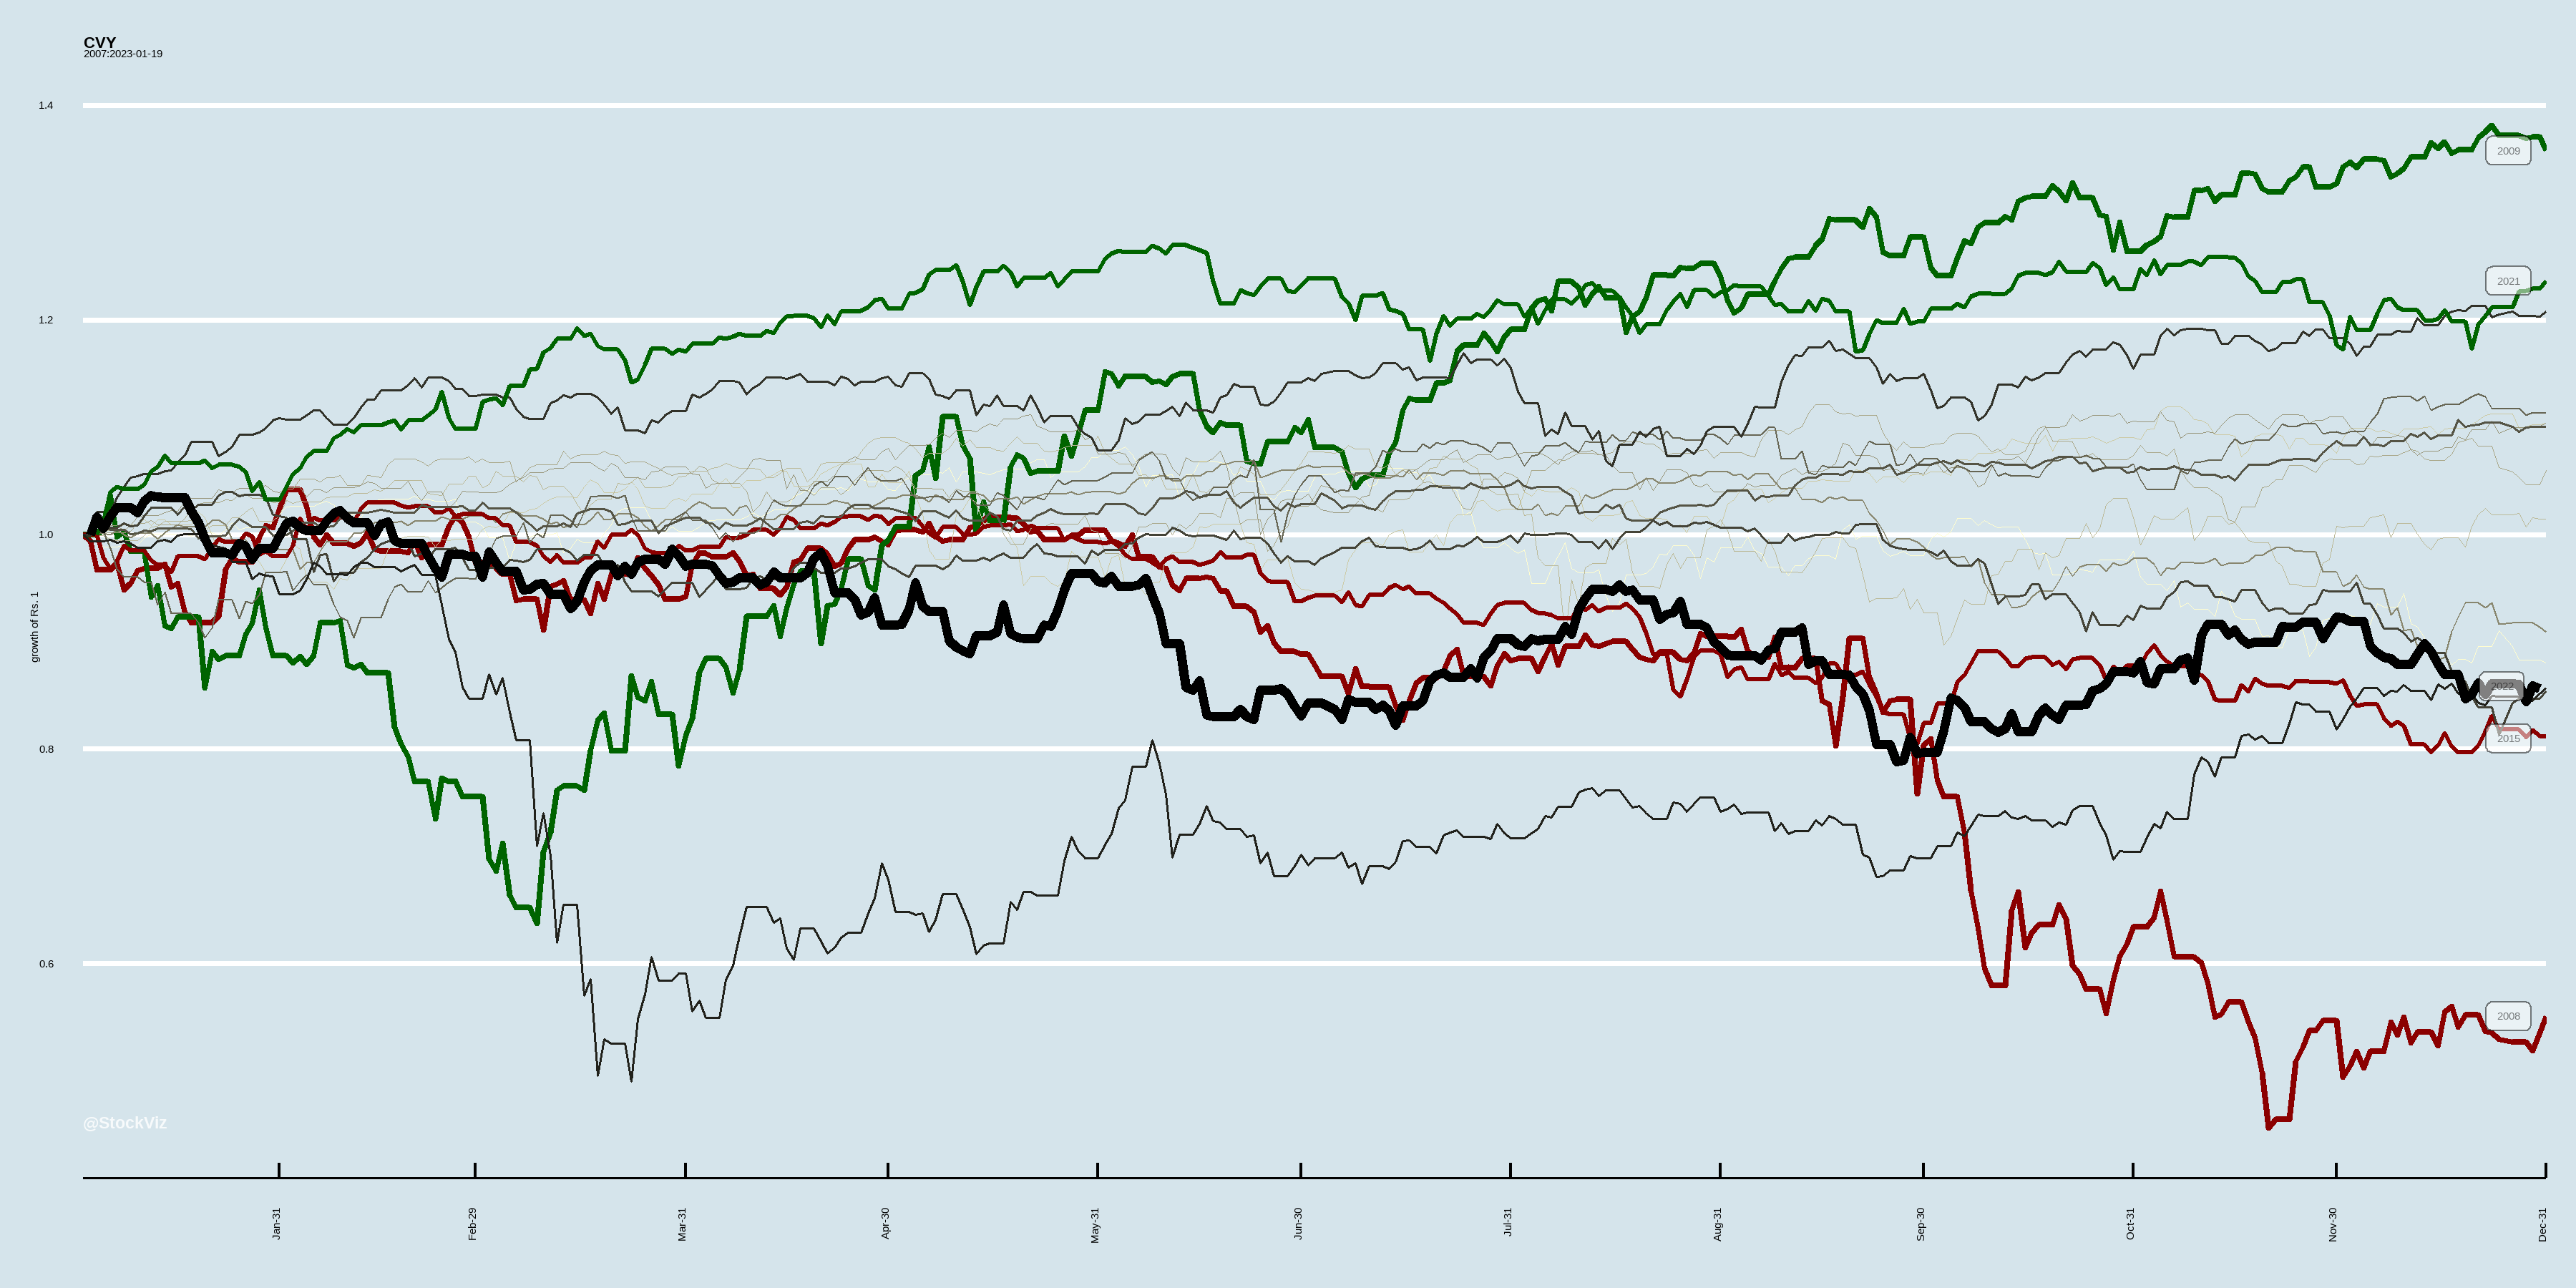 CVY
2007:2023-01-19
1.4
1.2
1.0
0.8
0.6
growth of Rs. 1
2009
2021
2022
2015
2008
@StockViz
Jan-31
Feb-29
Mar-31
Apr-30
May-31
Jun-30
Jul-31
Aug-31
Sep-30
Oct-31
Nov-30
Dec-31